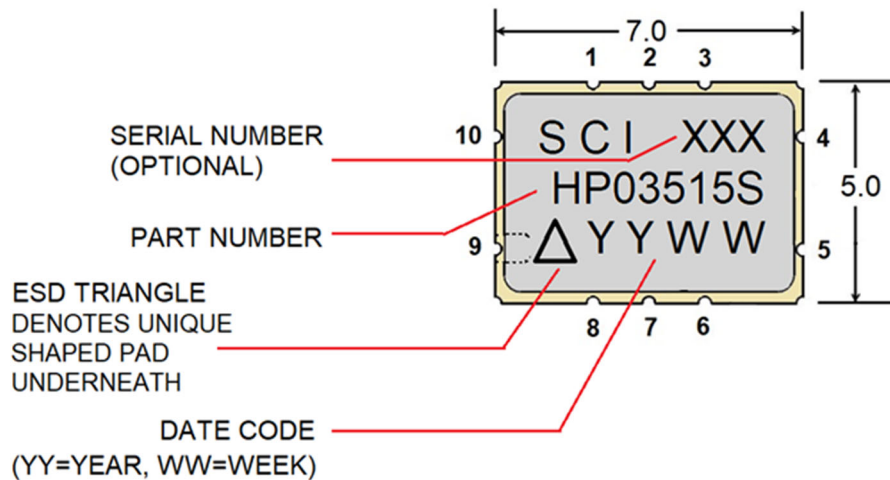 7.0
1 2 3
SERIAL NUMBER
(OPTIONAL)
10 S C I XXX 4
HP03515S
5.0
PART NUMBER
9 △ Y Y W W 5
ESD TRIANGLE
DENOTES UNIQUE
SHAPED PAD
UNDERNEATH
8 7 6
DATE CODE
(YY=YEAR, WW=WEEK)